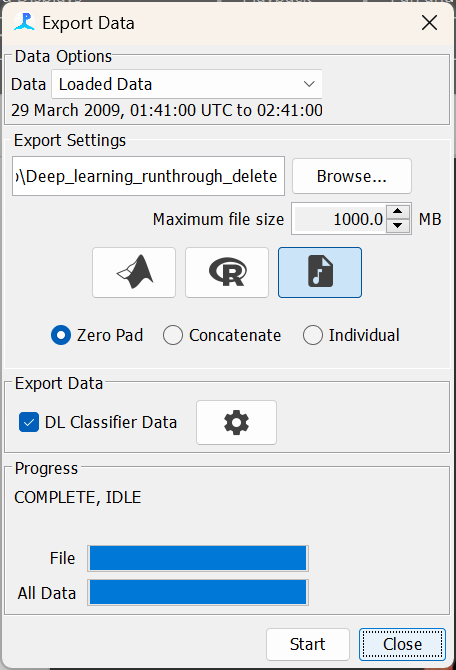 Export Data
Data Options
Data Loaded Data
29 March 2009, 01:41:00 UTC to 02:41:00
Export Settings
\Deep_learning_runthrough_delete Browse...
Maximum file size 1000.0 MB
R
Zero Pad Concatenate Individual
Export Data
DL Classifier Data
Progress
COMPLETE, IDLE
File
All Data
Start Close